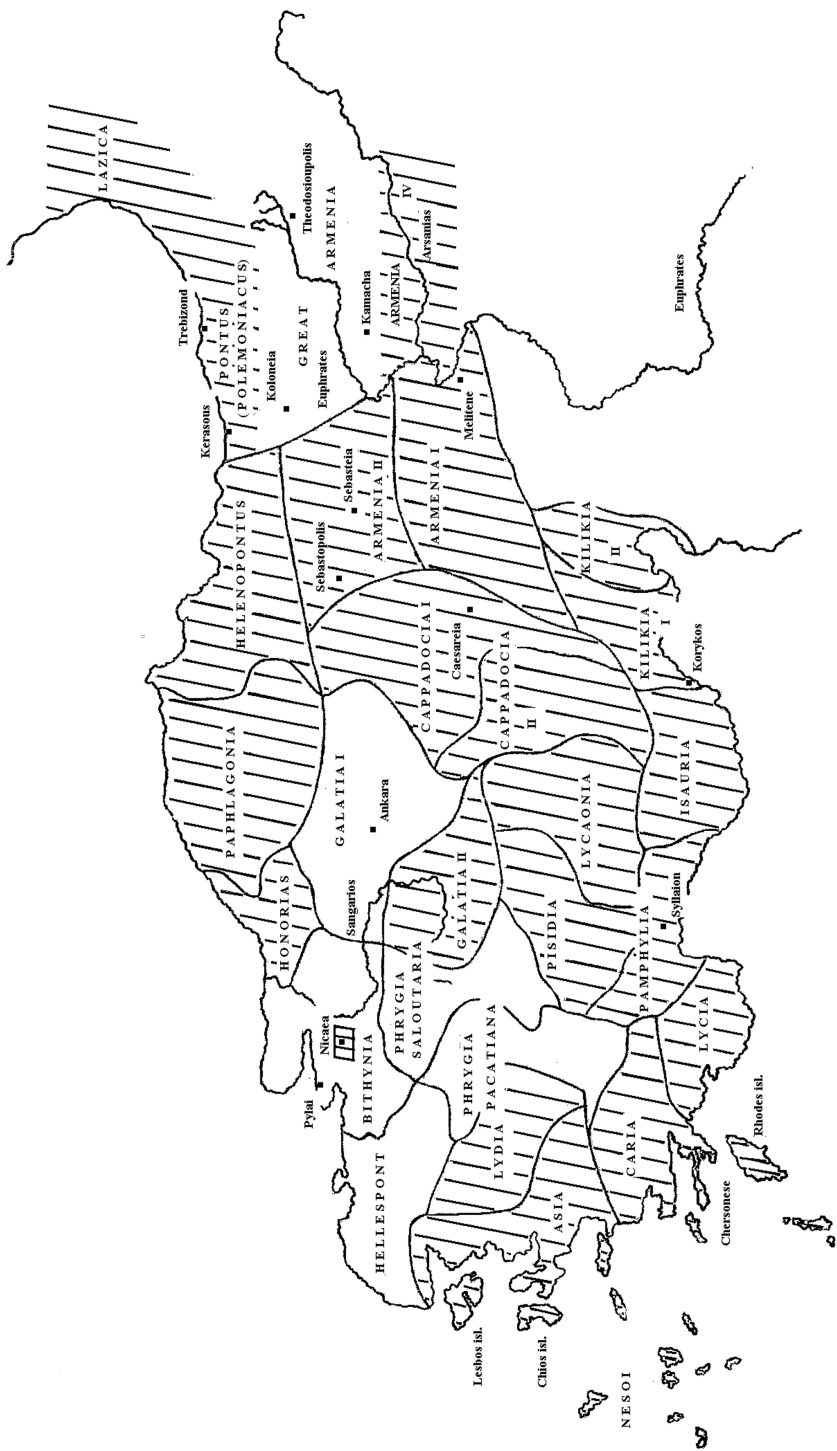 LAZICA
Trebizond
PONTUS
(POLEMONIACUS)
Kerasous
Koloneia
GREAT
ARMENIA
Theodosioupolis
Euphrates
Kamacha
ARMENIA
IV
Arsanias
HELENOPONTUS
Sebastopolis
Sebasteia
ARMENIA II
ARMENIA I
Melitene
Euphrates
PAPHLAGONIA
HONORIAS
GALATIA I
Ankara
Sangarios
CAPPADOCIA I
Caesareia
CAPPADOCIA
II
KILIKIA
II
KILIKIA
I
Korykos
Pylai
Nicaea
BITHYNIA
PHRYGIA
SALOUTARIA
GALATIA II
LYCAONIA
ISAURIA
PISIDIA
PAMPHYLIA
Syllaion
HELLESPONT
PHRYGIA
PACATIANA
LYDIA
ASIA
CARIA
LYCIA
Lesbos isl.
Chios isl.
NESOI
Chersonese
Rhodes isl.